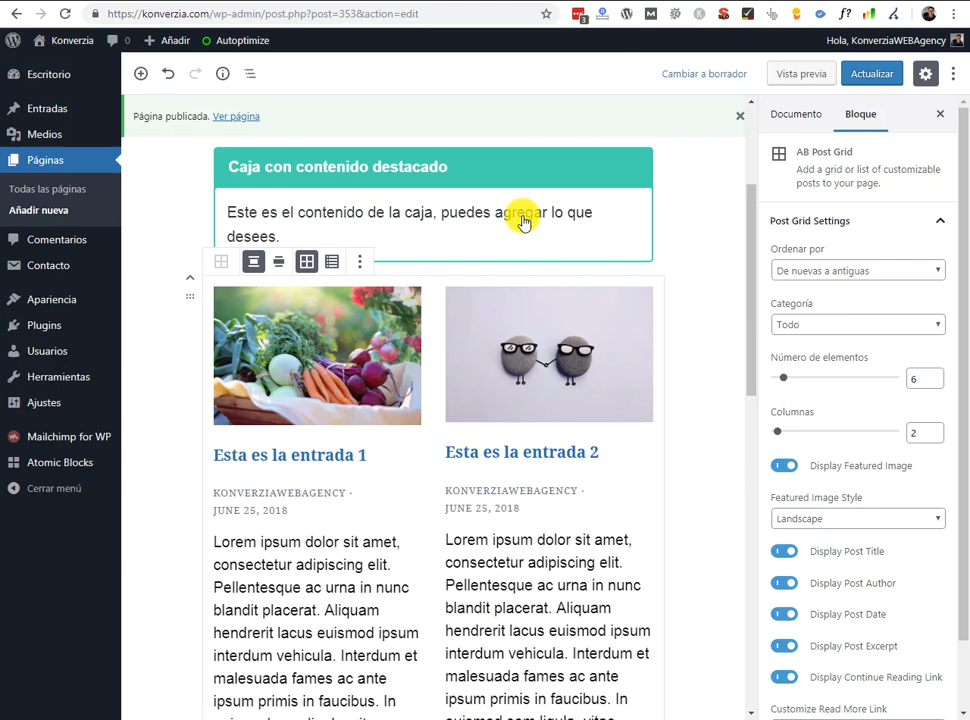 https://konverzia.com/wp-admin/post.php?post=353&action=edit
3
f?
Konverzia
0
Añadir
Autoptimize
Hola, KonverziaWEBAgency
Escritorio
Entradas
Medios
Páginas
Todas las páginas
Añadir nueva
Comentarios
Contacto
Apariencia
Plugins
Usuarios
Herramientas
Ajustes
Mailchimp for WP
Atomic Blocks
Cerrar menú
Cambiar a borrador
Vista previa
Actualizar
Página publicada. Ver página
Caja con contenido destacado
Este es el contenido de la caja, puedes agregar lo que
desees.
Esta es la entrada 1
KONVERZIAWEBAGENCY ·
JUNE 25, 2018
Lorem ipsum dolor sit amet,
consectetur adipiscing elit.
Pellentesque ac urna in nunc
blandit placerat. Aliquam
hendrerit lacus euismod ipsum
interdum vehicula. Interdum et
malesuada fames ac ante
ipsum primis in faucibus. In
Esta es la entrada 2
KONVERZIAWEBAGENCY ·
JUNE 25, 2018
Lorem ipsum dolor sit amet,
consectetur adipiscing elit.
Pellentesque ac urna in nunc
blandit placerat. Aliquam
hendrerit lacus euismod ipsum
interdum vehicula. Interdum et
malesuada fames ac ante
ipsum primis in faucibus. In
Documento
Bloque
AB Post Grid
Add a grid or list of customizable
posts to your page.
Post Grid Settings
Ordenar por
De nuevas a antiguas
Categoría
Todo
Número de elementos
6
Columnas
2
Display Featured Image
Featured Image Style
Landscape
Display Post Title
Display Post Author
Display Post Date
Display Post Excerpt
Display Continue Reading Link
Customize Read More Link